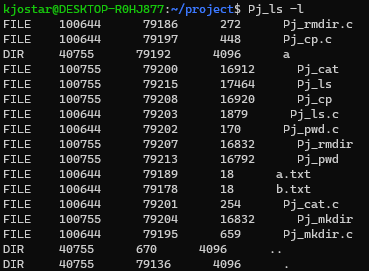 kjostar@DESKTOP-R0HJ877:~/project$ Pj_ls -l
FILE 100644 79186 272 Pj_rmdir.c
FILE 100644 79197 448 Pj_cp.c
DIR 40755 79192 4096 a
FILE 100755 79200 16912 Pj_cat
FILE 100755 79215 17464 Pj_ls
FILE 100755 79208 16920 Pj_cp
FILE 100644 79203 1879 Pj_ls.c
FILE 100644 79202 170 Pj_pwd.c
FILE 100755 79207 16832 Pj_rmdir
FILE 100755 79213 16792 Pj_pwd
FILE 100644 79189 18 a.txt
FILE 100644 79178 18 b.txt
FILE 100644 79201 254 Pj_cat.c
FILE 100755 79204 16832 Pj_mkdir
FILE 100644 79195 659 Pj_mkdir.c
DIR 40755 670 4096 ..
DIR 40755 79136 4096 .